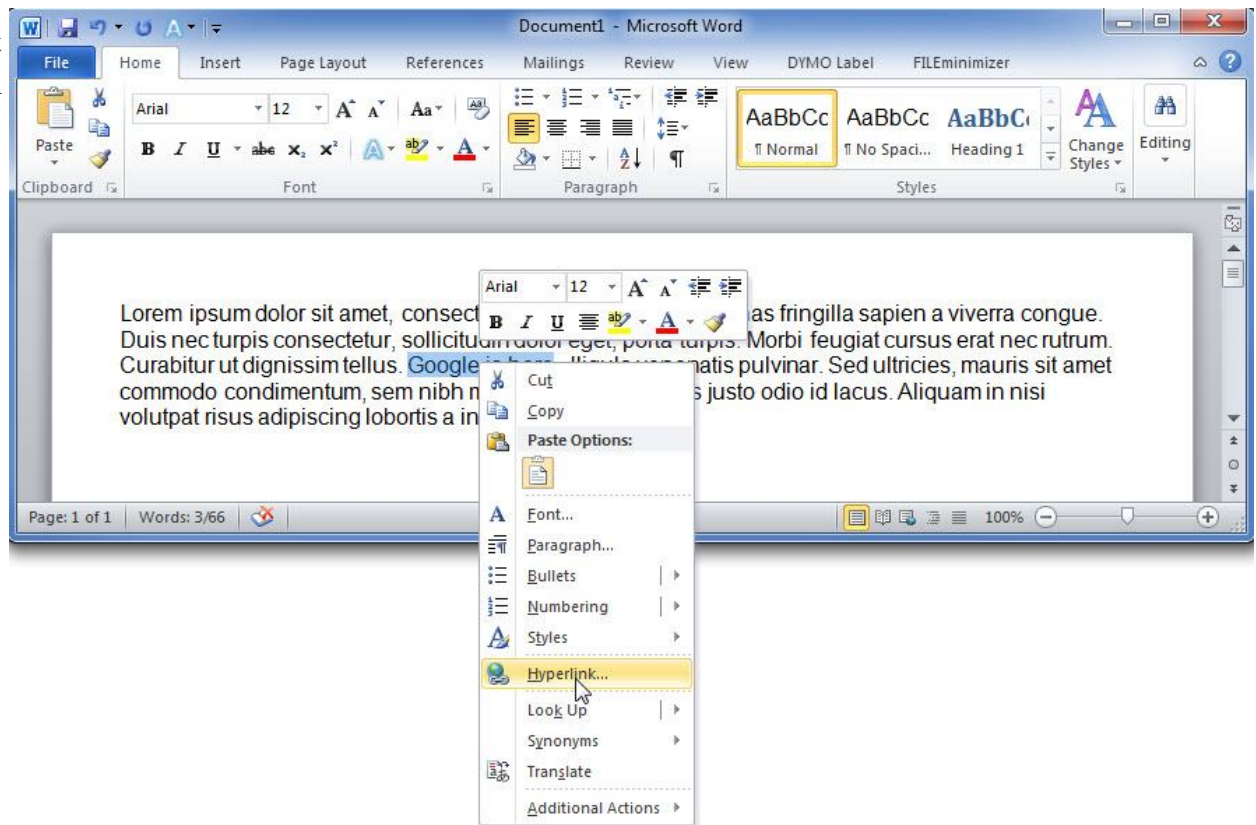 Document1 - Microsoft Word
File Home Insert Page Layout References Mailings Review View DYMO Label FILEminimizer
Paste
Clipboard
Arial 12
Font
Paragraph
AaBbCc AaBbCc AaBbC
¶ Normal ¶ No Spaci... Heading 1
Styles
Change Styles
Editing
Arial 12
Lorem ipsum dolor sit amet, consect as fringilla sapien a viverra congue.
Duis nec turpis consectetur, sollicitudin dolor eget, porta turpis. Morbi feugiat cursus erat nec rutrum.
Curabitur ut dignissim tellus. Google is here pulvinar. Sed ultricies, mauris sit amet
commodo condimentum, sem nibh justo odio id lacus. Aliquam in nisi
volutpat risus adipiscing lobortis a in
Cut
Copy
Paste Options:
Font...
Paragraph...
Bullets
Numbering
Styles
Hyperlink...
Look Up
Synonyms
Translate
Additional Actions
Page: 1 of 1 Words: 3/66 100%